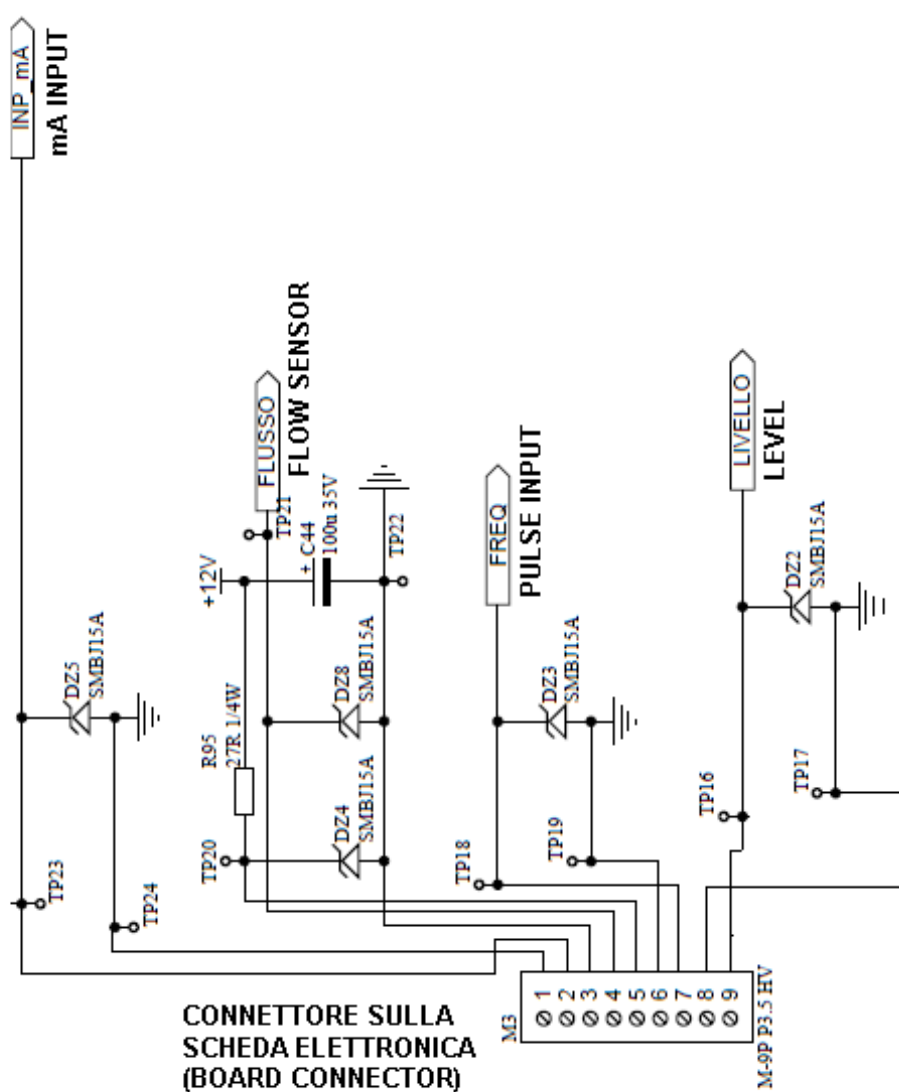 INP_mA
mA INPUT
DZ5
SMBJ15A
TP23
TP24
FLUSSO
FLOW SENSOR
TP21
+12V
+ C44
100u 35V
TP22
R95
27R 1/4W
DZ8
SMBJ15A
TP20
DZ4
SMBJ15A
FREQ
PULSE INPUT
DZ3
SMBJ15A
TP18
TP19
LIVELLO
LEVEL
DZ2
SMBJ15A
TP16
TP17
CONNETTORE SULLA
SCHEDA ELETTRONICA
(BOARD CONNECTOR)
M3
1
2
3
4
5
6
7
8
9
M-9P P3.5 HV